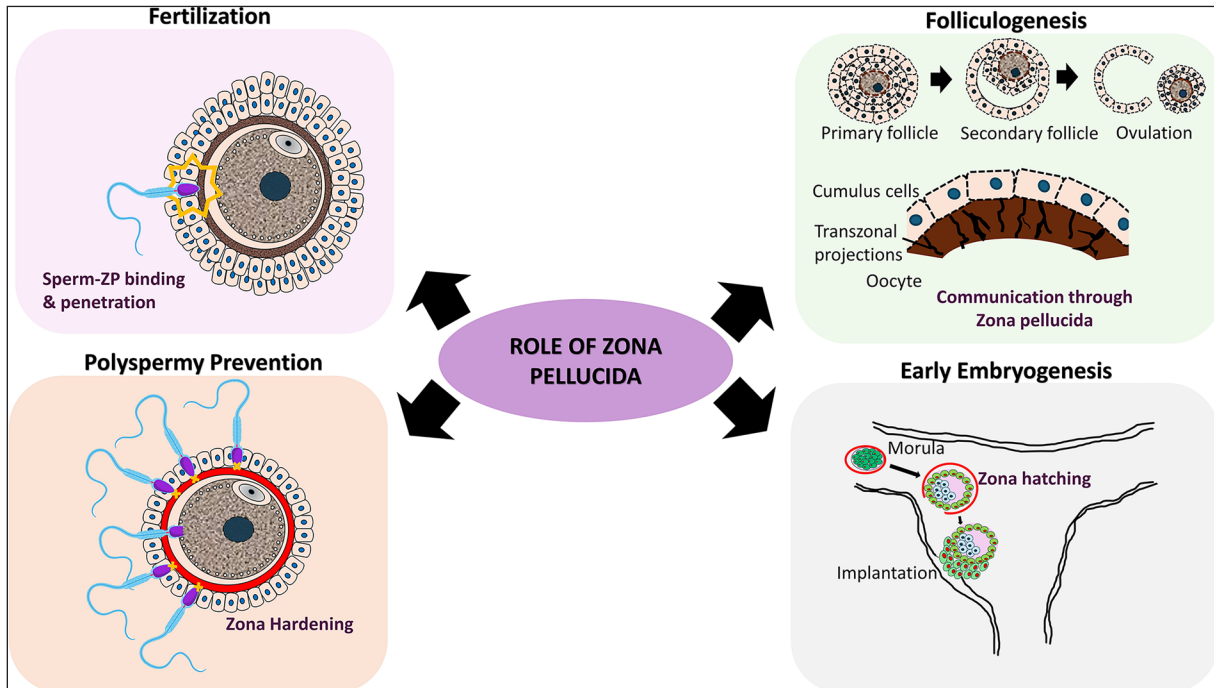 Fertilization
Sperm-ZP binding
& penetration
Folliculogenesis
Primary follicle
Secondary follicle
Ovulation
Cumulus cells
Transzonal
projections
Oocyte
Communication through
Zona pellucida
ROLE OF ZONA
PELLUCIDA
Polyspermy Prevention
Zona Hardening
Early Embryogenesis
Morula
Zona hatching
Implantation